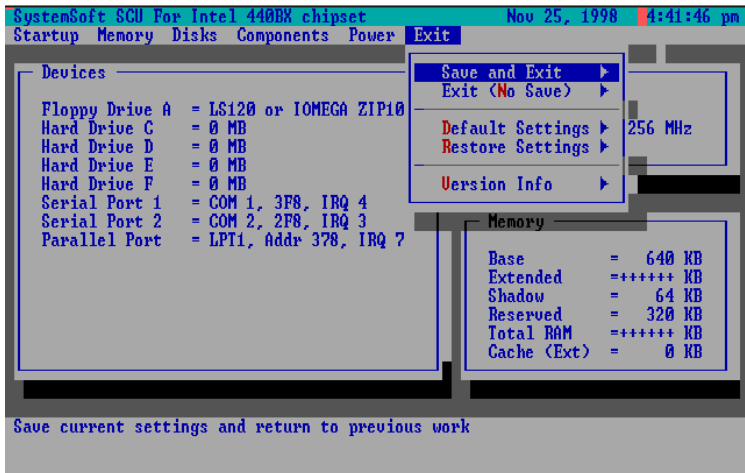 SystemSoft SCU For Intel 440BX chipset Nov 25, 1998 4:41:46 pm
Startup Memory Disks Components Power Exit
Devices
Floppy Drive A = LS120 or IOMEGA ZIP10
Hard Drive C = 0 MB
Hard Drive D = 0 MB
Hard Drive E = 0 MB
Hard Drive F = 0 MB
Serial Port 1 = COM 1, 3F8, IRQ 4
Serial Port 2 = COM 2, 2F8, IRQ 3
Parallel Port = LPT1, Addr 378, IRQ 7
Save and Exit
Exit (No Save)
Default Settings
Restore Settings
Version Info
256 MHz
Memory
Base = 640 KB
Extended =++++++ KB
Shadow = 64 KB
Reserved = 320 KB
Total RAM =++++++ KB
Cache (Ext) = 0 KB
Save current settings and return to previous work